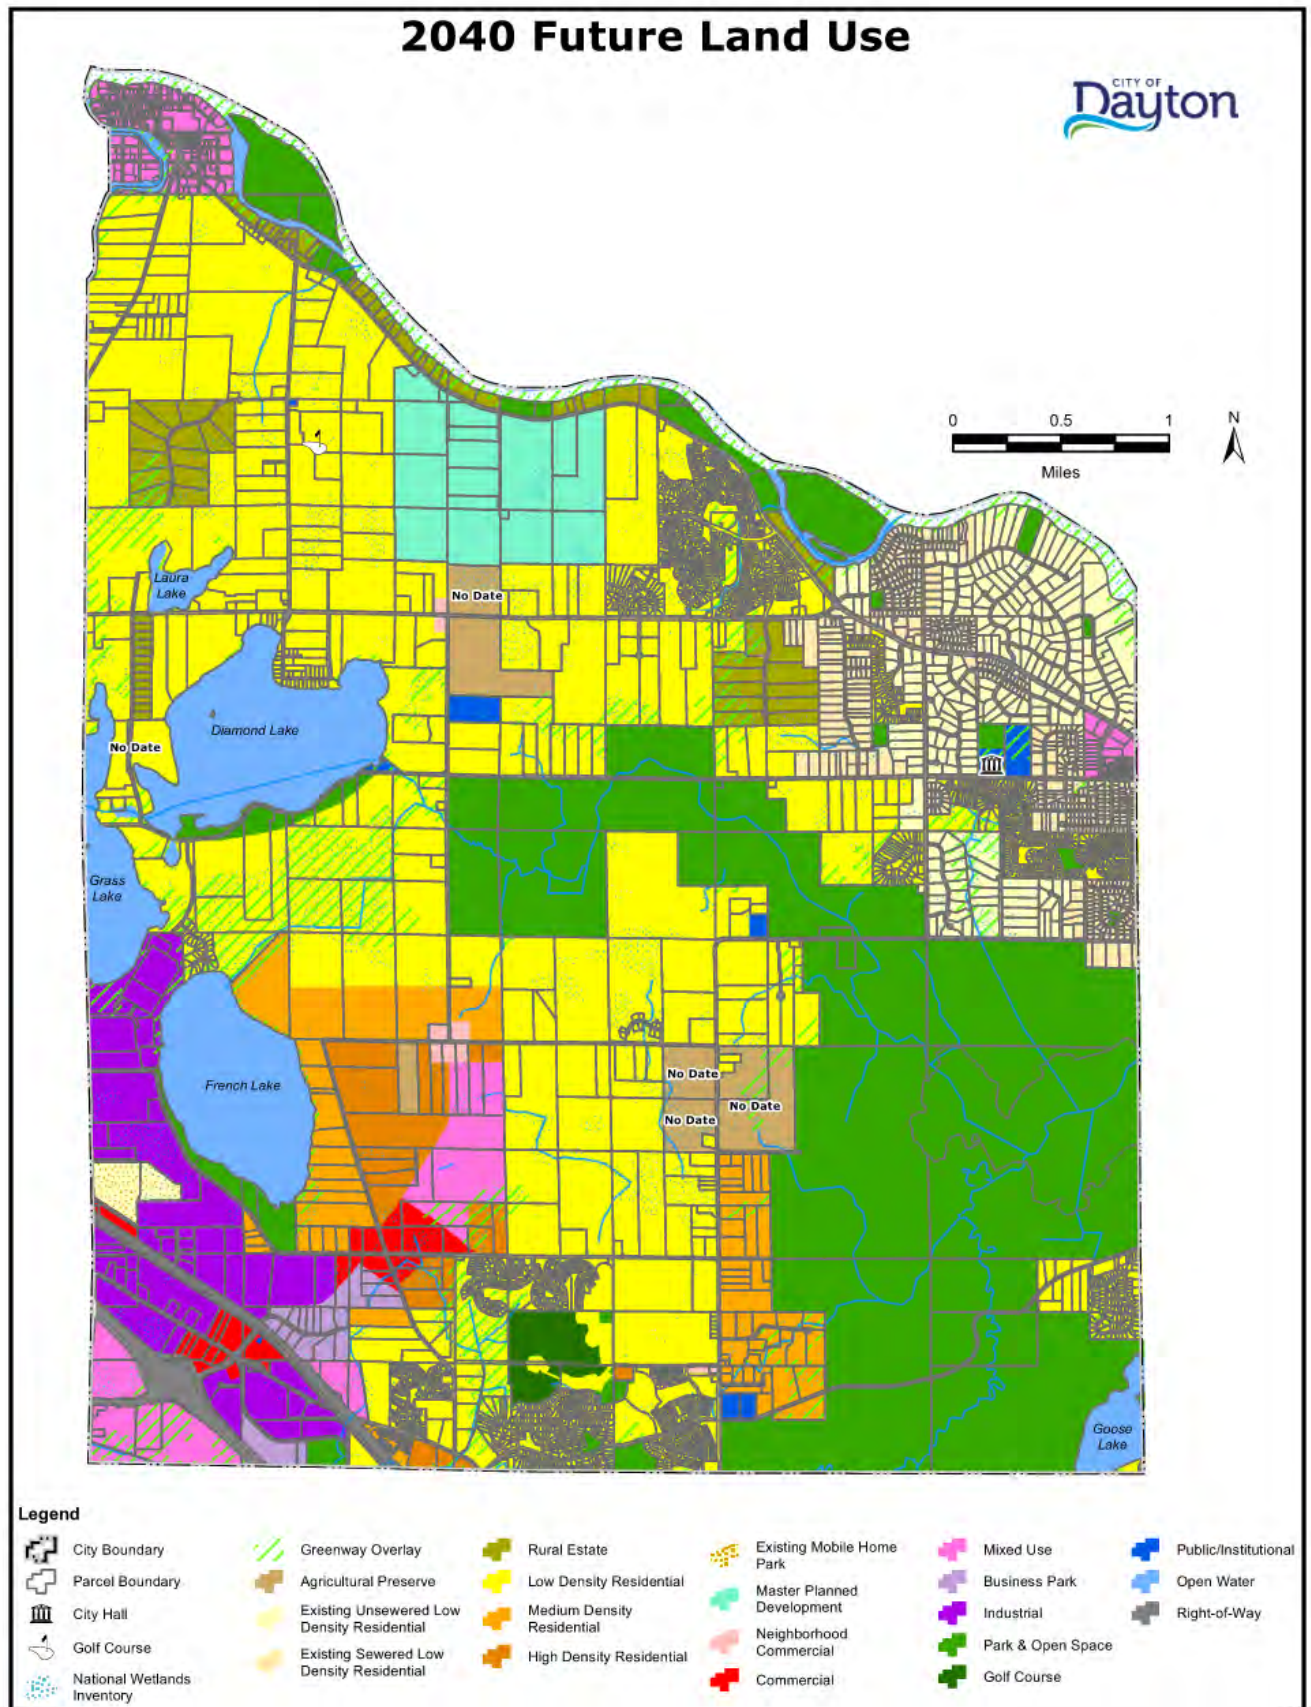 2040 Future Land Use
CITY OF
Dayton
0 0.5 1
Miles
N
Laura
Lake
No Date
Diamond Lake
No Date
Grass
Lake
French Lake
No Date
No Date
No Date
Goose
Lake
Legend
City Boundary
Parcel Boundary
City Hall
Golf Course
National Wetlands
Inventory
Greenway Overlay
Agricultural Preserve
Existing Unsewered Low
Density Residential
Existing Sewered Low
Density Residential
Rural Estate
Low Density Residential
Medium Density
Residential
High Density Residential
Existing Mobile Home
Park
Master Planned
Development
Neighborhood
Commercial
Commercial
Mixed Use
Business Park
Industrial
Park & Open Space
Golf Course
Public/Institutional
Open Water
Right-of-Way